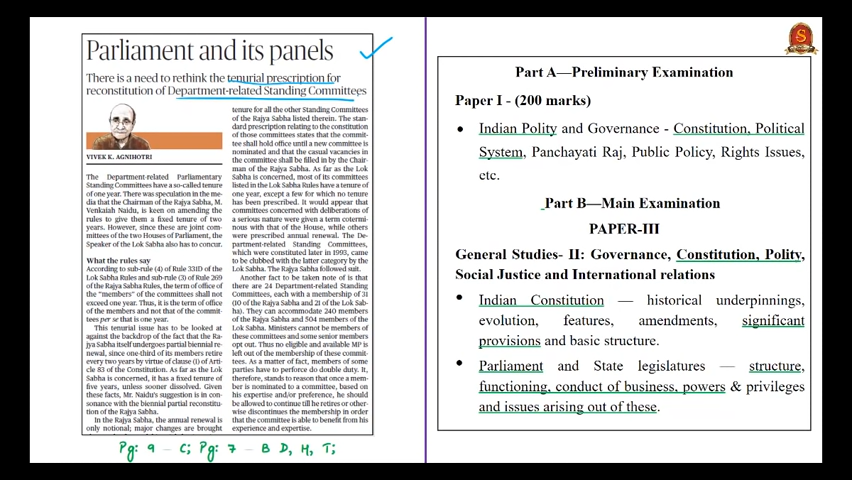 Parliament and its panels
There is a need to rethink the tenurial prescription for
reconstitution of Department-related Standing Committees
VIVEK K. AGNIHOTRI
The Department-related Parliamentary
Standing Committees have a so-called tenure
of one year. There was speculation in the me-
dia that the Chairman of the Rajya Sabha, M.
Venkaiah Naidu, is keen on amending the
rules to give them a fixed tenure of two
years. However, since these are joint com-
mittees of the two Houses of Parliament, the
Speaker of the Lok Sabha also has to concur.
What the rules say
According to sub-rule (4) of Rule 331D of the
Lok Sabha Rules and sub-rule (3) of Rule 269
of the Rajya Sabha Rules, the term of office
of the "members" of the committees shall not
exceed one year. Thus, it is the term of office
of the members and not that of the commit-
tees per se that is one year.
This tenurial issue has to be looked at
against the backdrop of the fact that the Ra-
jya Sabha itself undergoes partial biennial re-
newal, since one-third of its members retire
every two years by virtue of clause (1) of Arti-
cle 83 of the Constitution. As far as the Lok
Sabha is concerned, it has a fixed tenure of
five years, unless sooner dissolved. Given
these facts, Mr. Naidu's suggestion is in con-
sonance with the biennial partial reconstitu-
tion of the Rajya Sabha.
In the Rajya Sabha, the annual renewal is
only notional; major changes are brought
tenure for all the other Standing Committees
of the Rajya Sabha listed therein. The stan-
dard prescription relating to the constitution
of those committees states that the commit-
tee shall hold office until a new committee is
nominated and that the casual vacancies in
the committee shall be filled in by the Chair-
man of the Rajya Sabha. As far as the Lok
Sabha is concerned, most of its committees
listed in the Lok Sabha Rules have a tenure of
one year, except a few for which no tenure
has been prescribed. It would appear that
committees concerned with deliberations of
a serious nature were given a term cotermi-
nous with that of the House, while others
were prescribed annual renewal. The De-
partment-related Standing Committees,
which were constituted later in 1993, came
to be clubbed with the latter category by the
Lok Sabha. The Rajya Sabha followed suit.
Another fact to be taken note of is that
there are 24 Department-related Standing
Committees, each with a membership of 31
(10 of the Rajya Sabha and 21 of the Lok Sab-
ha). They can accommodate 240 members
of the Rajya Sabha and 504 members of the
Lok Sabha. Ministers cannot be members of
these committees and some senior members
opt out. Thus no eligible and available MP is
left out of the membership of these commit-
tees. As a matter of fact, members of some
parties have to perforce do double duty. It,
therefore, stands to reason that once a mem-
ber is nominated to a committee, based on
his expertise and/or preference, he should
be allowed to continue till he retires or other-
wise discontinues the membership in order
that the committee is able to benefit from his
experience and expertise.
Pg: 9 - C; Pg: 7 - B D, H, T;
S
Part A—Preliminary Examination
Paper I - (200 marks)
• Indian Polity and Governance - Constitution, Political
System, Panchayati Raj, Public Policy, Rights Issues,
etc.
Part B—Main Examination
PAPER-III
General Studies- II: Governance, Constitution, Polity,
Social Justice and International relations
• Indian Constitution — historical underpinnings,
evolution, features, amendments, significant
provisions and basic structure.
• Parliament and State legislatures — structure,
functioning, conduct of business, powers & privileges
and issues arising out of these.